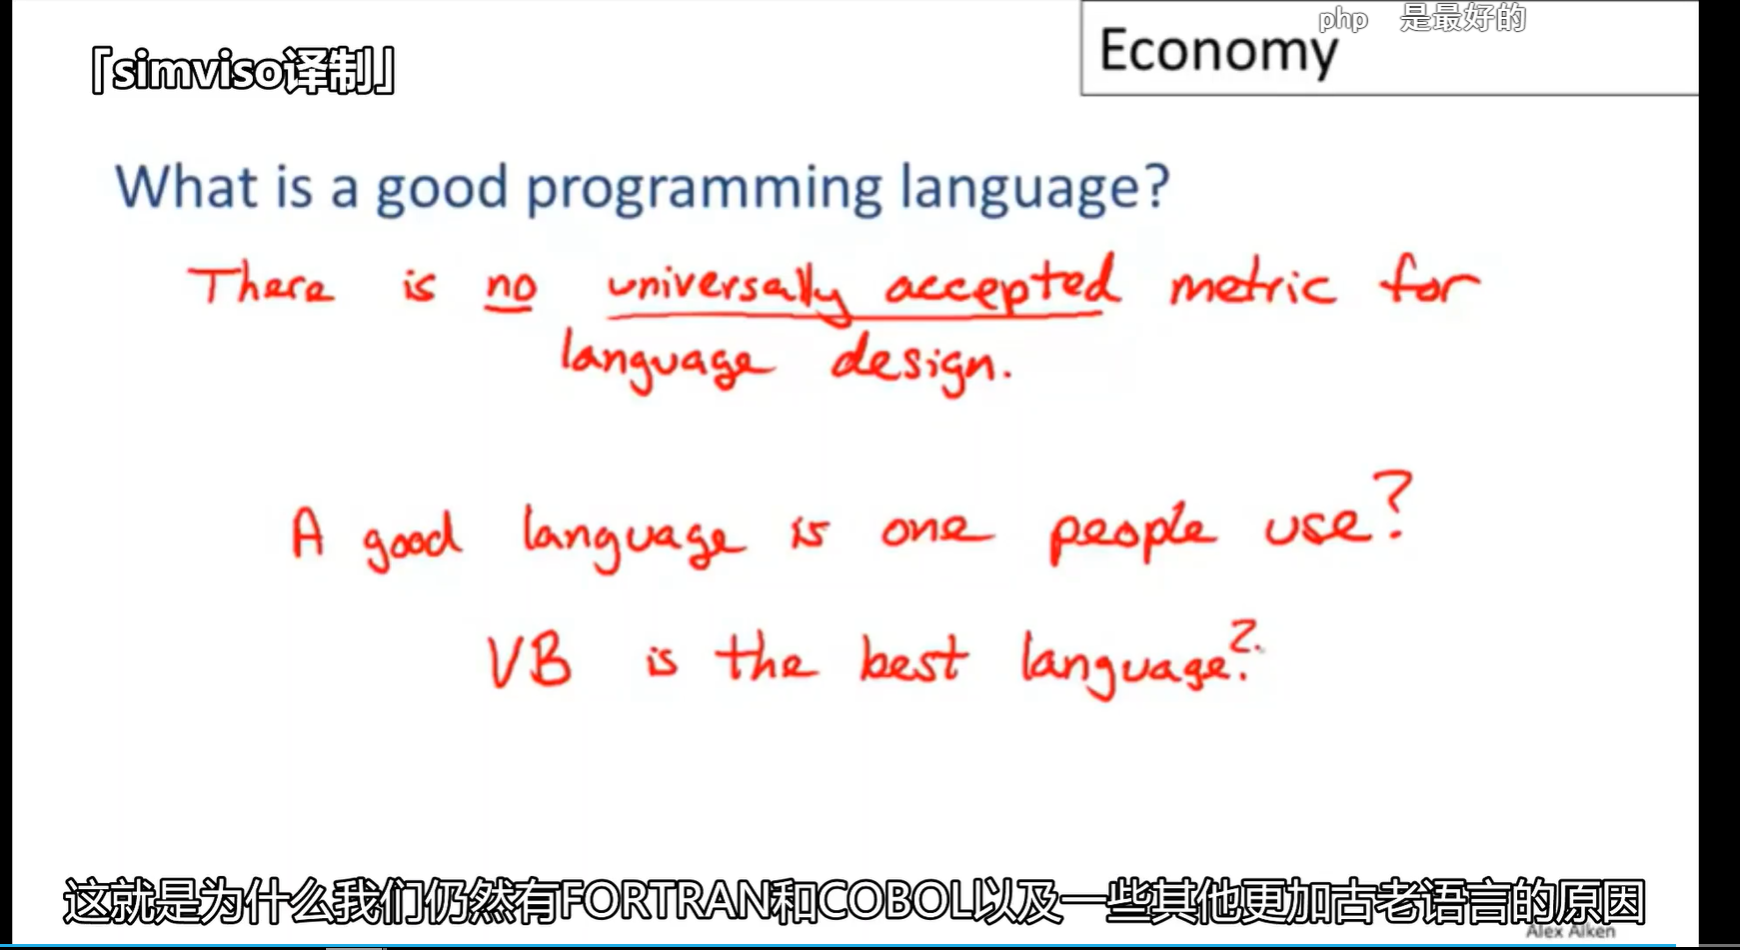 php 是最好的
「simviso译制」
Economy
What is a good programming language?
There is no universally accepted metric for
language design.
A good language is one people use?
VB is the best language?
这就是为什么我们仍然有FORTRAN和COBOL以及一些其他更加古老语言的原因
Alex Aiken